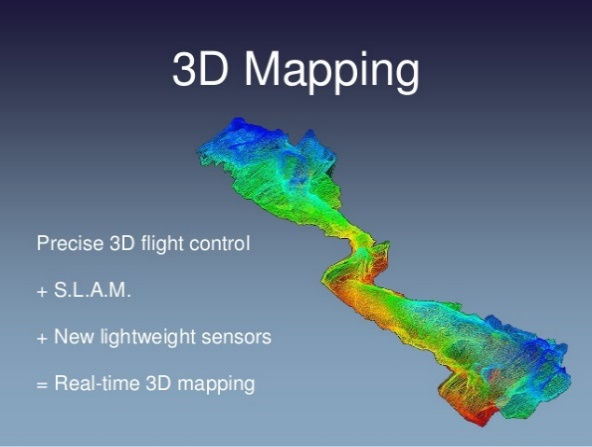 3D Mapping
Precise 3D flight control
+ S.L.A.M.
+ New lightweight sensors
= Real-time 3D mapping